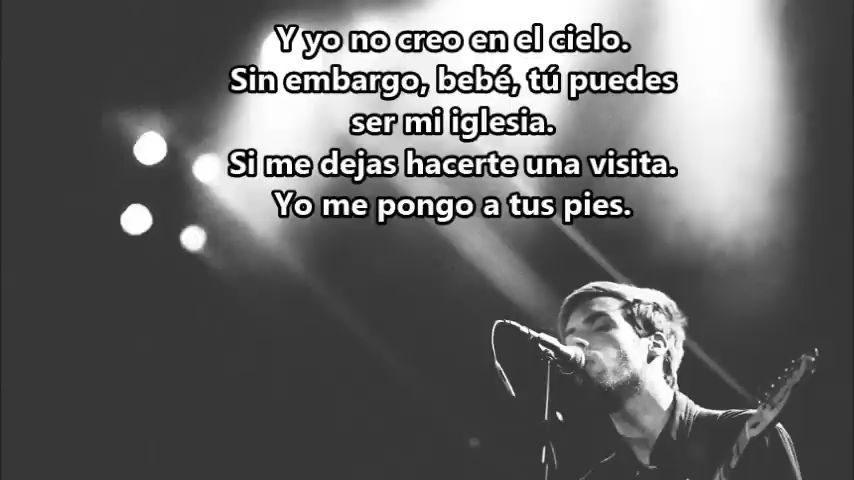 Y yo no creo en el cielo.
Sin embargo, bebé, tú puedes
ser mi iglesia.
Si me dejas hacerte una visita.
Yo me pongo a tus pies.